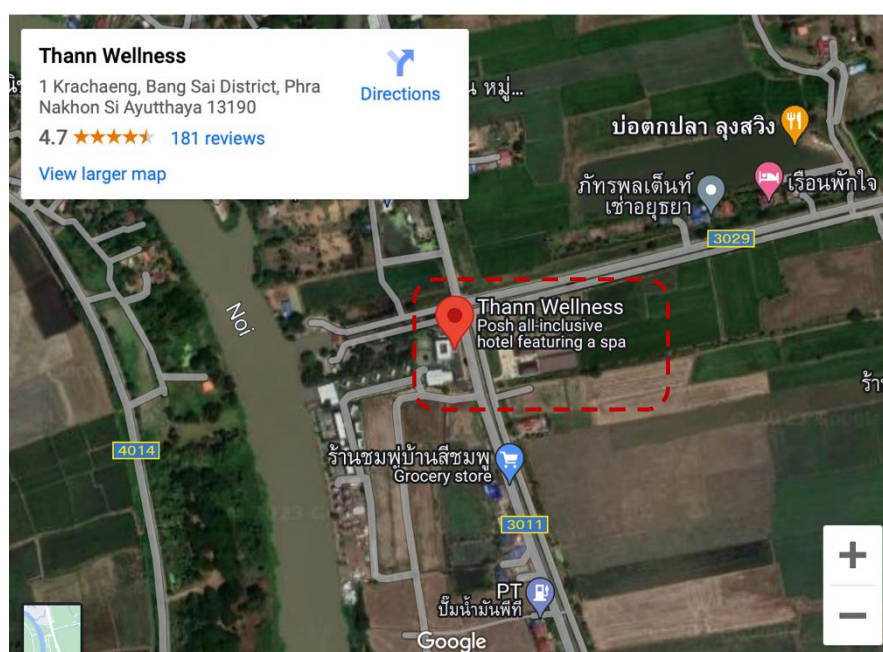 Thann Wellness
1 Krachaeng, Bang Sai District, Phra
Nakhon Si Ayutthaya 13190
4.7
181 reviews
View larger map
Directions
น หมู่...
บ่อตกปลา ลุงสวิง
ภัทรพลเต็นท์
เช่าอยุธยา
เรือนพักใจ
3029
Noi
Thann Wellness
Posh all-inclusive
hotel featuring a spa
4014
ร้านชมพู่บ้านสีชมพู
Grocery store
3011
PT
ปั๊มน้ำมันพีที
Google